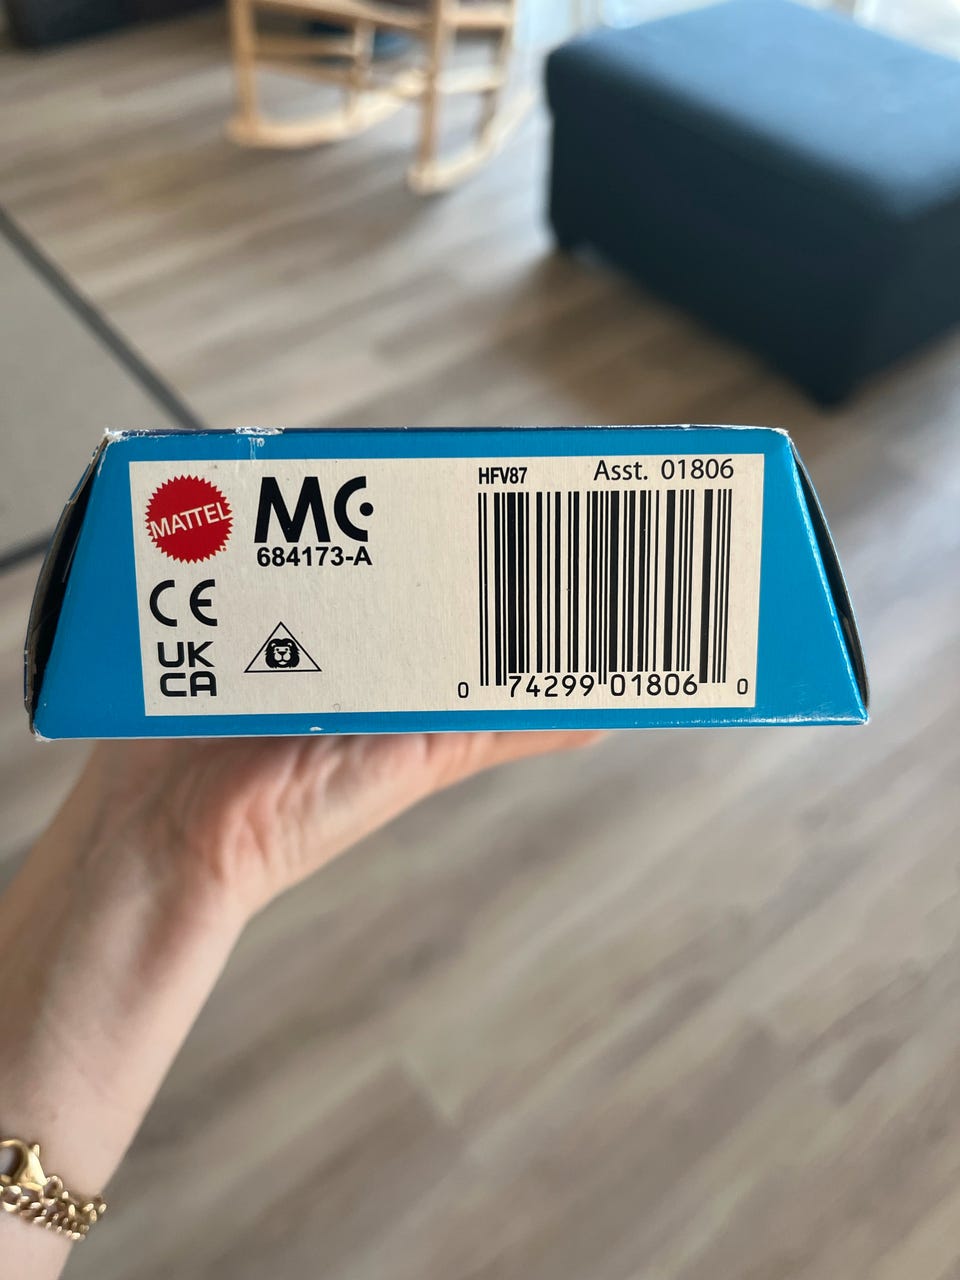 MATTEL
MC
684173-A
CE
UK
CA
HFV87
Asst. 01806
0 74299 01806 0